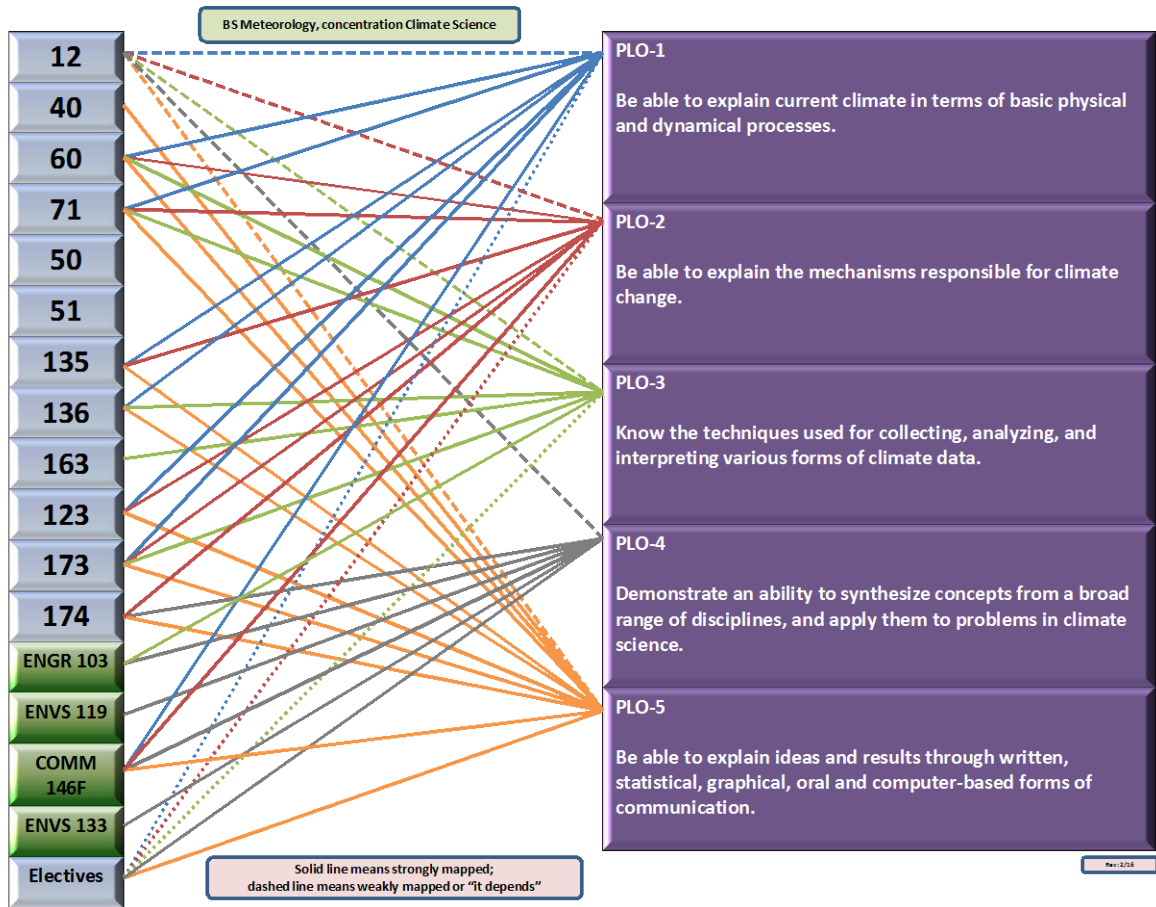 BS Meteorology, concentration Climate Science
12
40
60
71
50
51
135
136
163
123
173
174
ENGR 103
ENVS 119
COMM
146F
ENVS 133
Electives
PLO-1
Be able to explain current climate in terms of basic physical
and dynamical processes.
PLO-2
Be able to explain the mechanisms responsible for climate
change.
PLO-3
Know the techniques used for collecting, analyzing, and
interpreting various forms of climate data.
PLO-4
Demonstrate an ability to synthesize concepts from a broad
range of disciplines, and apply them to problems in climate
science.
PLO-5
Be able to explain ideas and results through written,
statistical, graphical, oral and computer-based forms of
communication.
Solid line means strongly mapped;
dashed line means weakly mapped or “it depends”
Rev: 2/16